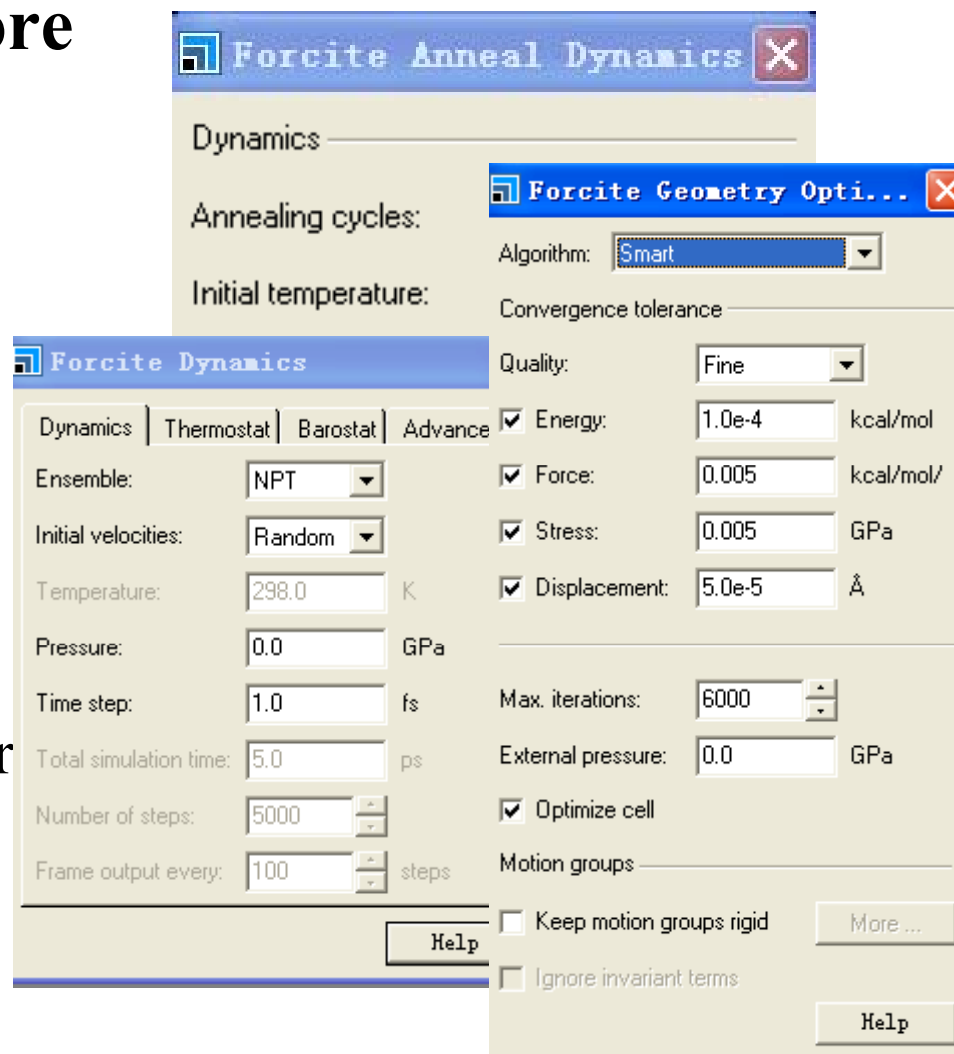 ore
Forcite Anneal Dynamics
Dynamics
Annealing cycles:
Initial temperature:
Forcite Geometry Opti...
Algorithm: Smart
Convergence tolerance
Quality: Fine
Energy: 1.0e-4 kcal/mol
Force: 0.005 kcal/mol/
Stress: 0.005 GPa
Displacement: 5.0e-5 Å
Max. iterations: 6000
External pressure: 0.0 GPa
Optimize cell
Motion groups
Keep motion groups rigid More ...
Ignore invariant terms
Help
Forcite Dynamics
Dynamics Thermostat Barostat Advance
Ensemble: NPT
Initial velocities: Random
Temperature: 298.0 K
Pressure: 0.0 GPa
Time step: 1.0 fs
Total simulation time: 5.0 ps
Number of steps: 5000
Frame output every: 100 steps
Help
r